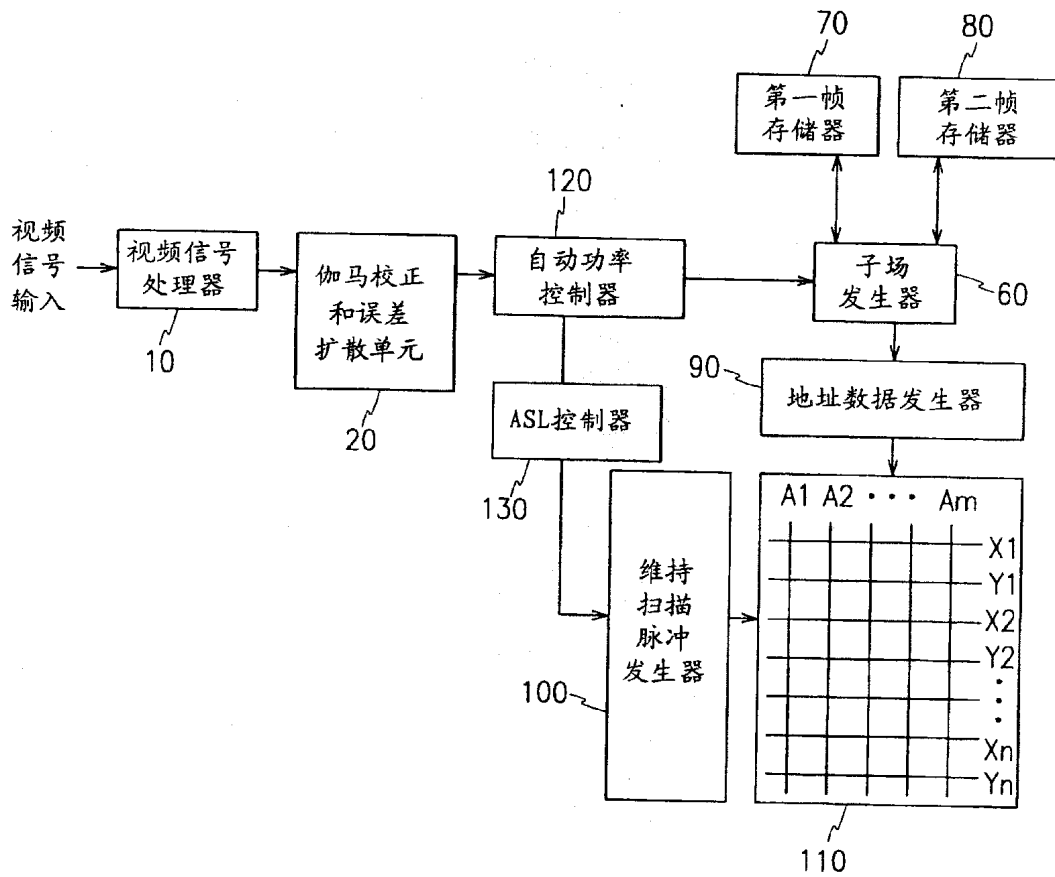 70
80
第一帧
存储器
第二帧
存储器
120
视频
信号
输入
视频信号
处理器
10
伽马校正
和误差
扩散单元
20
自动功率
控制器
子场
发生器
60
90
地址数据发生器
ASL控制器
130
维持
扫描
脉冲
发生器
100
A1 A2 ··· Am
X1
Y1
X2
Y2
Xn
Yn
110